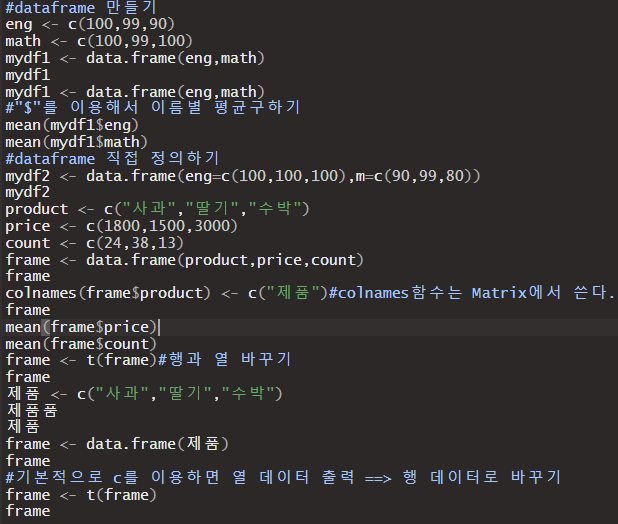 #dataframe 만들기
eng <- c(100,99,90)
math <- c(100,99,100)
mydf1 <- data.frame(eng,math)
mydf1
mydf1 <- data.frame(eng,math)
#"$"를 이용해서 이름별 평균구하기
mean(mydf1$eng)
mean(mydf1$math)
#dataframe 직접 정의하기
mydf2 <- data.frame(eng=c(100,100,100),m=c(90,99,80))
mydf2
product <- c("사과","딸기","수박")
price <- c(1800,1500,3000)
count <- c(24,38,13)
frame <- data.frame(product,price,count)
frame
colnames(frame$product) <- c("제품")#colnames함수는 Matrix에서 쓴다.
frame
mean(frame$price)
mean(frame$count)
frame <- t(frame)#행과 열 바꾸기
frame
제품 <- c("사과","딸기","수박")
제품품
제품
frame <- data.frame(제품)
frame
#기본적으로 c를 이용하면 열 데이터 출력 ==> 행 데이터로 바꾸기
frame <- t(frame)
frame